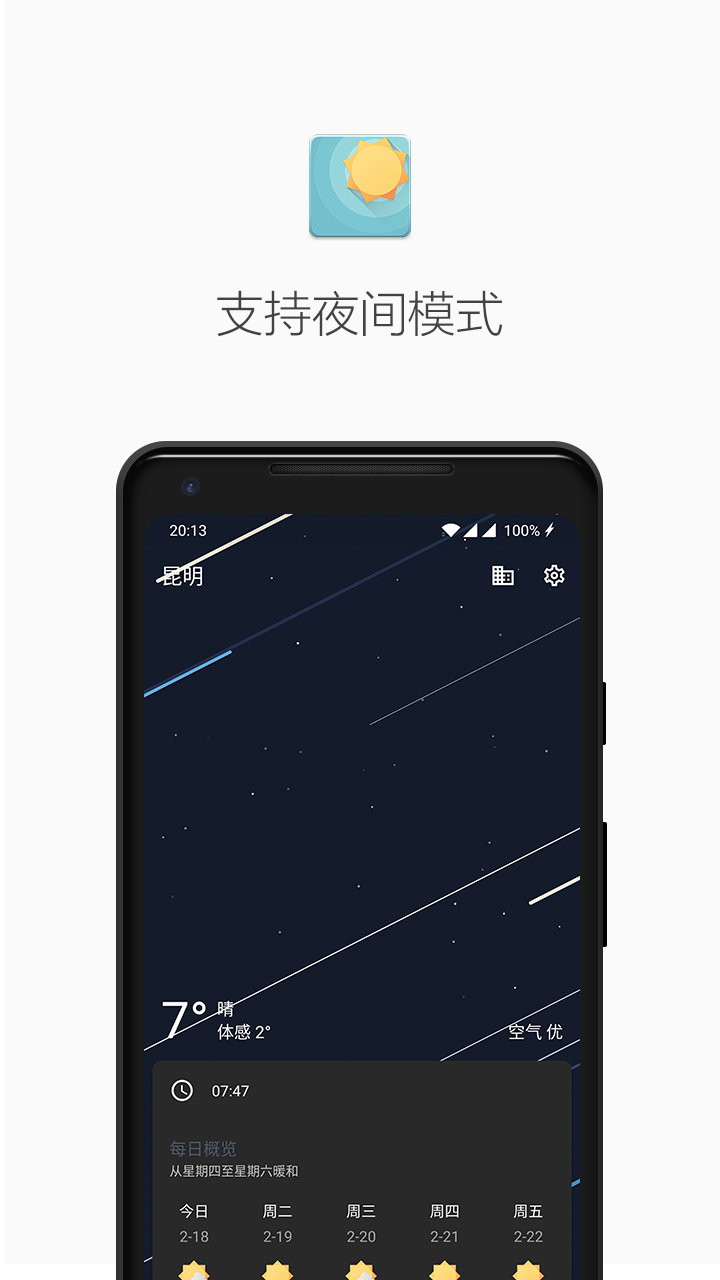 支持夜间模式
20:13 100%
昆明
7° 晴
体感 2°
空气 优
07:47
每日概览
从星期四至星期六暖和
今日 周二 周三 周四 周五
2-18 2-19 2-20 2-21 2-22